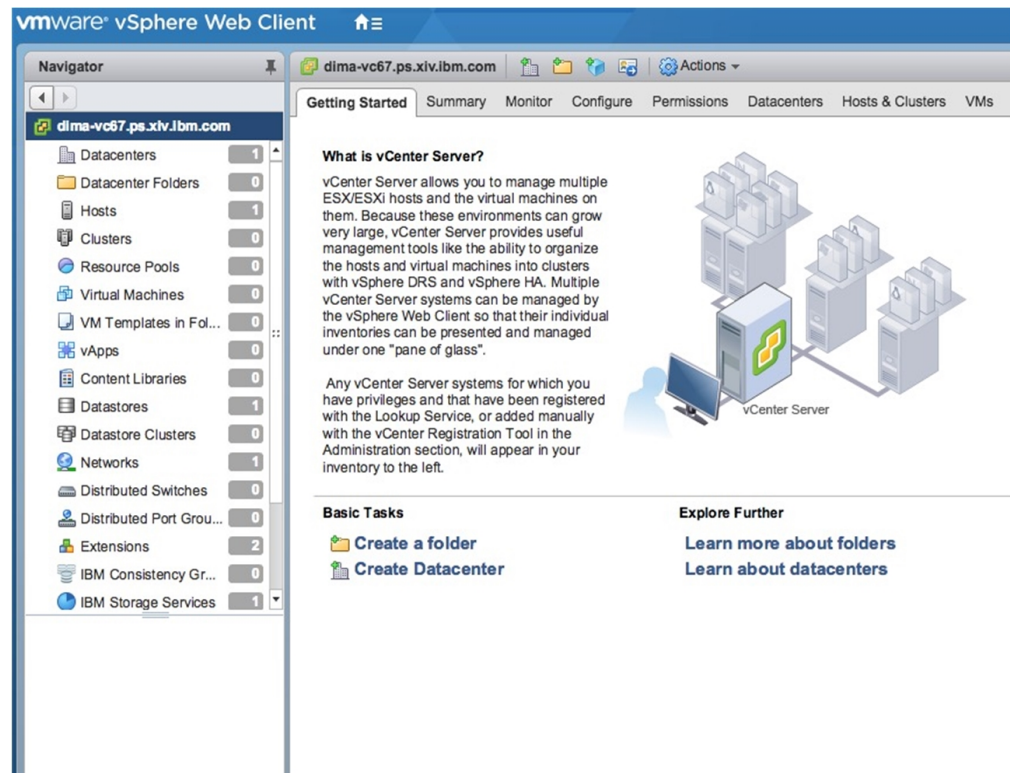 vmware® vSphere Web Client
Navigator
dima-vc67.ps.xiv.ibm.com
Datacenters 1
Datacenter Folders 0
Hosts 1
Clusters 0
Resource Pools 0
Virtual Machines 0
VM Templates in Fol... 0
vApps 0
Content Libraries 0
Datastores 1
Datastore Clusters 0
Networks 1
Distributed Switches 0
Distributed Port Grou... 0
Extensions 2
IBM Consistency Gr... 0
IBM Storage Services 1
dima-vc67.ps.xiv.ibm.com Actions
Getting Started Summary Monitor Configure Permissions Datacenters Hosts & Clusters VMs
What is vCenter Server?
vCenter Server allows you to manage multiple
ESX/ESXi hosts and the virtual machines on
them. Because these environments can grow
very large, vCenter Server provides useful
management tools like the ability to organize
the hosts and virtual machines into clusters
with vSphere DRS and vSphere HA. Multiple
vCenter Server systems can be managed by
the vSphere Web Client so that their individual
inventories can be presented and managed
under one "pane of glass".
Any vCenter Server systems for which you
have privileges and that have been registered
with the Lookup Service, or added manually
with the vCenter Registration Tool in the
Administration section, will appear in your
inventory to the left.
vCenter Server
Basic Tasks
Create a folder
Create Datacenter
Explore Further
Learn more about folders
Learn about datacenters